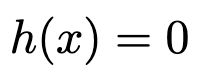 h(x) = 0